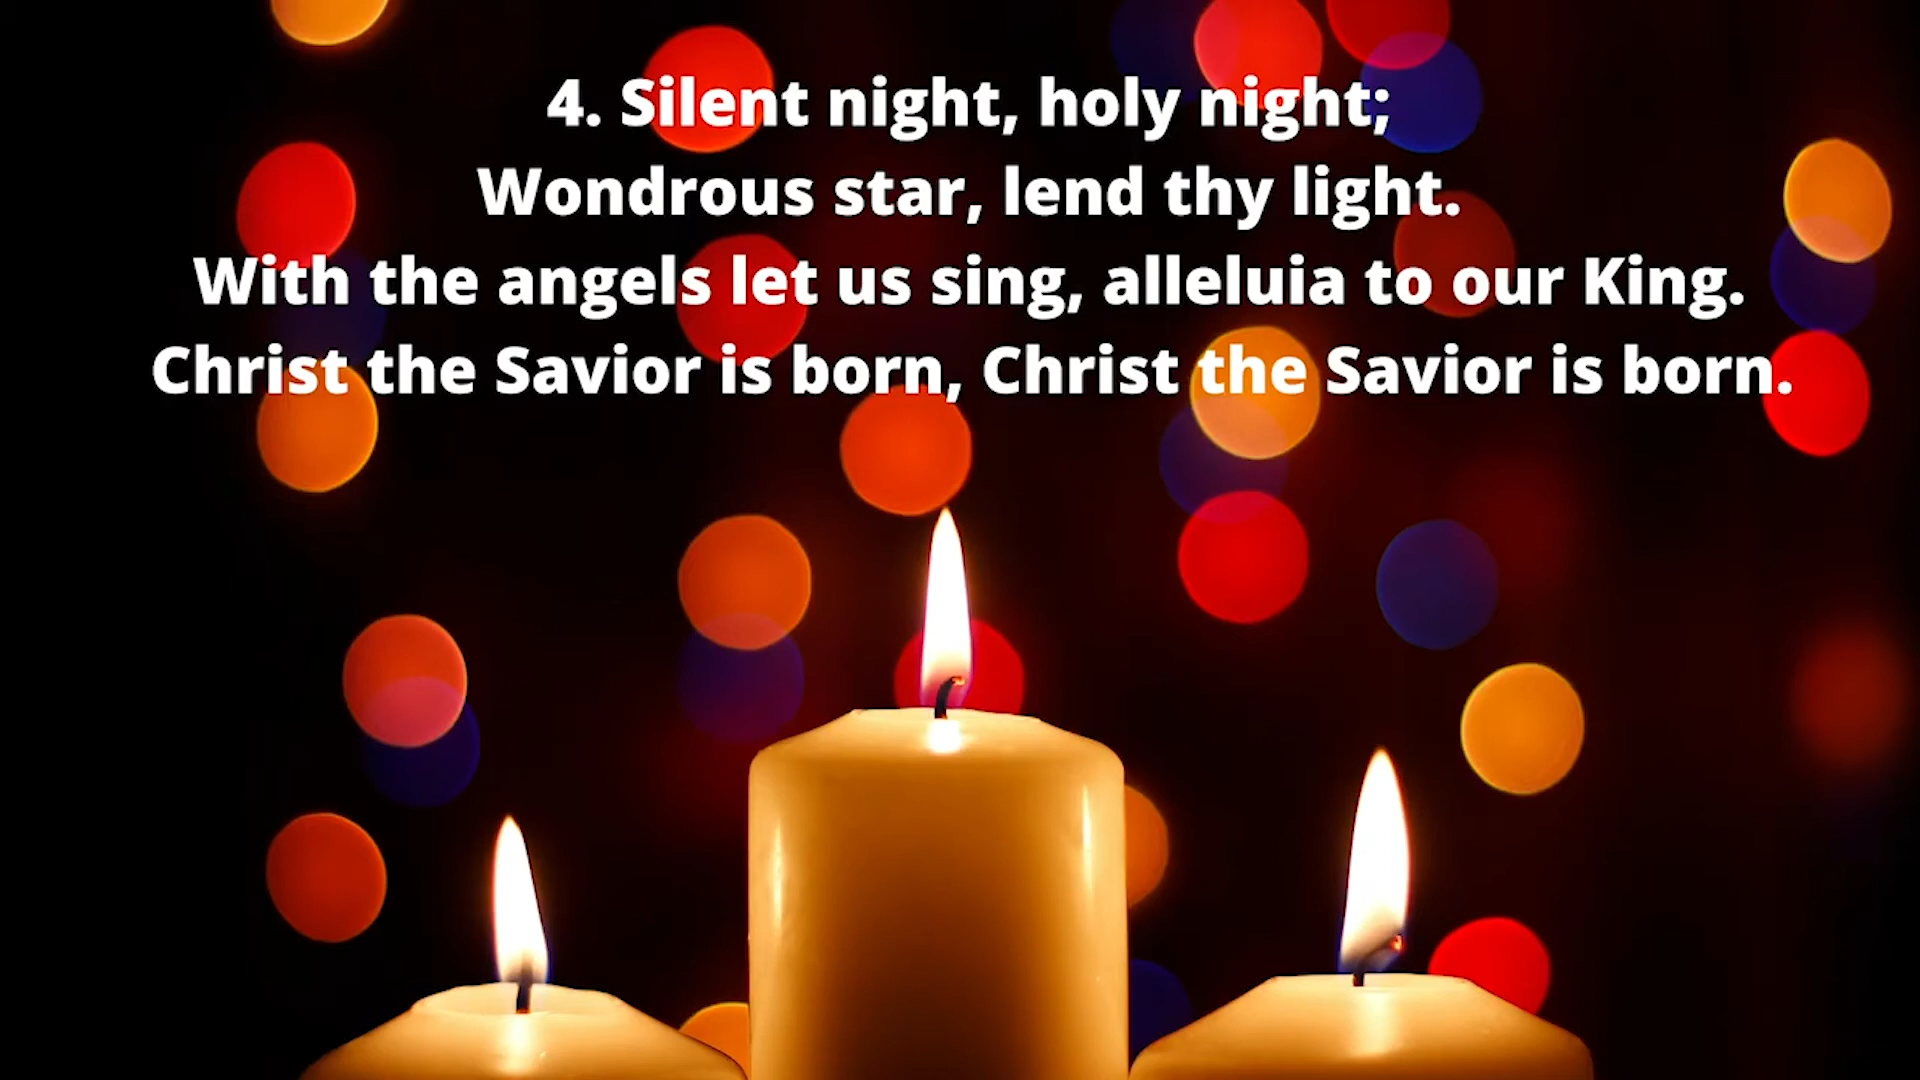 4. Silent night, holy night;
Wondrous star, lend thy light.
With the angels let us sing, alleluia to our King.
Christ the Savior is born, Christ the Savior is born.